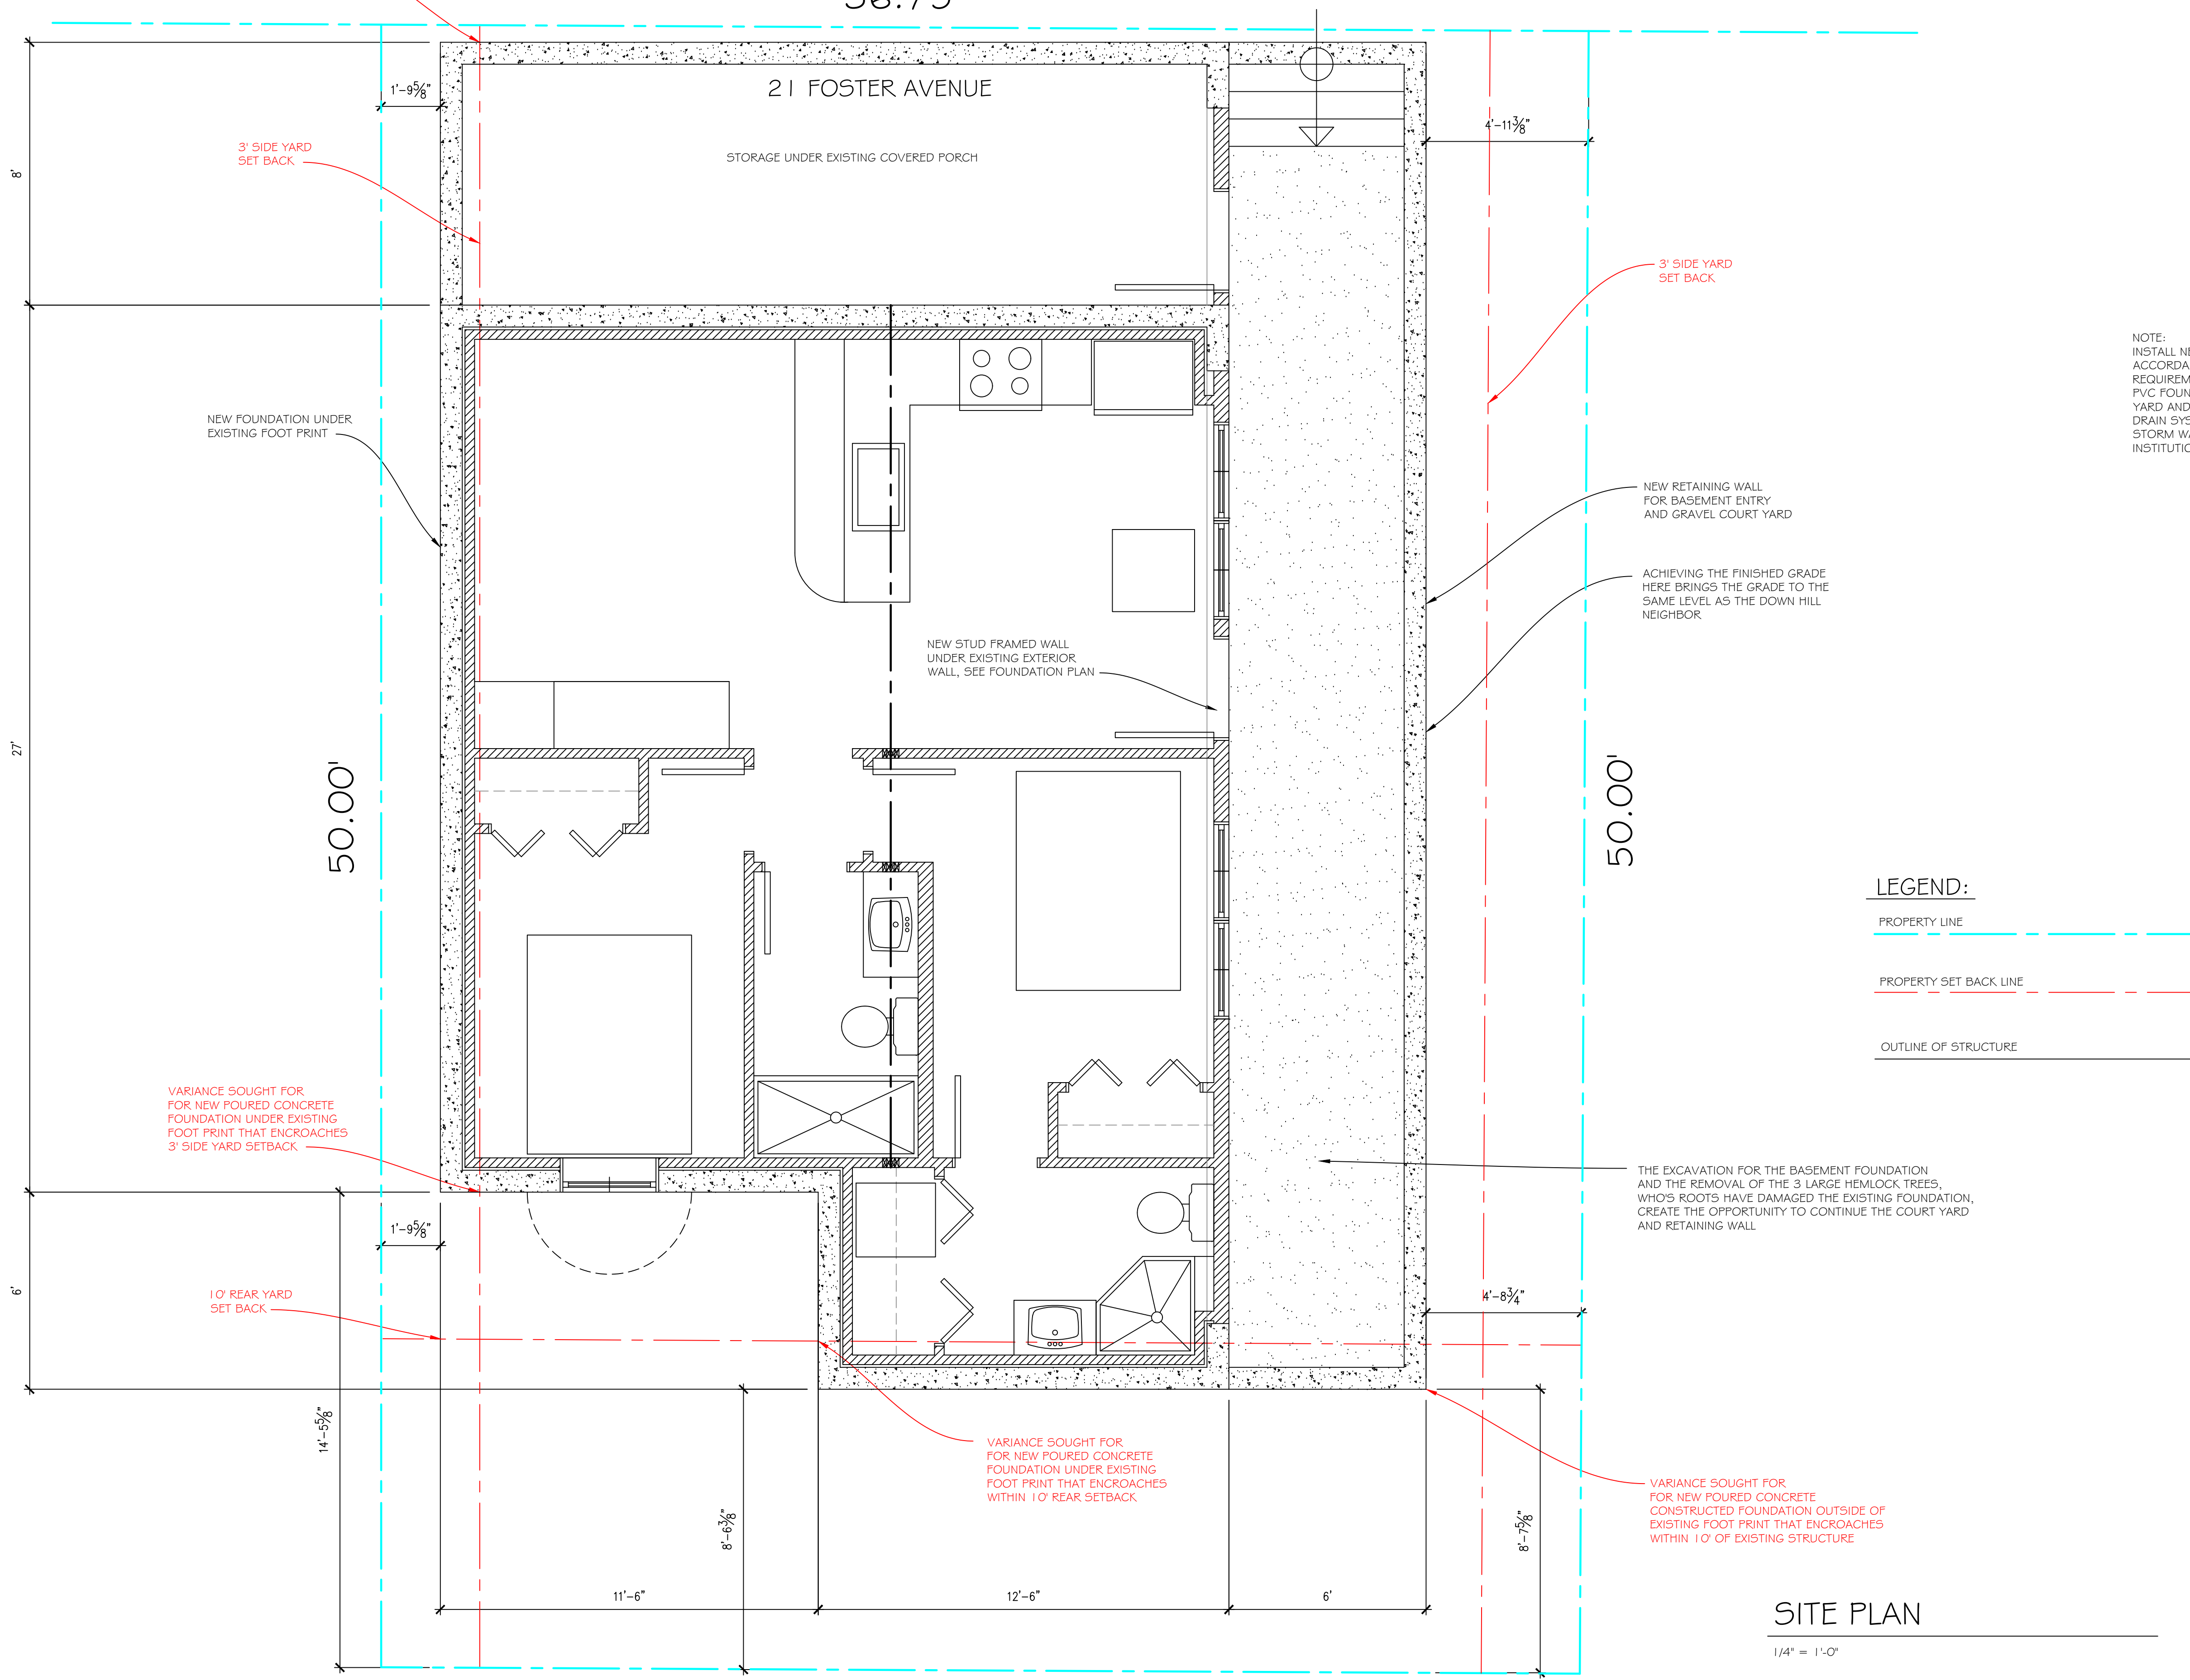 21 FOSTER AVENUE
STORAGE UNDER EXISTING COVERED PORCH
1'-9⅝"
4'-11⅜"
8'
3' SIDE YARD
SET BACK
3' SIDE YARD
SET BACK
NOTE:
NEW FOUNDATION UNDER
EXISTING FOOT PRINT
NEW RETAINING WALL
FOR BASEMENT ENTRY
AND GRAVEL COURT YARD
ACHIEVING THE FINISHED GRADE
HERE BRINGS THE GRADE TO THE
SAME LEVEL AS THE DOWN HILL
NEIGHBOR
NEW STUD FRAMED WALL
UNDER EXISTING EXTERIOR
WALL, SEE FOUNDATION PLAN
27'
50.00'
50.00'
LEGEND:
PROPERTY LINE
PROPERTY SET BACK LINE
OUTLINE OF STRUCTURE
VARIANCE SOUGHT FOR
FOR NEW POURED CONCRETE
FOUNDATION UNDER EXISTING
FOOT PRINT THAT ENCROACHES
3' SIDE YARD SETBACK
THE EXCAVATION FOR THE BASEMENT FOUNDATION
AND THE REMOVAL OF THE 3 LARGE HEMLOCK TREES,
WHO'S ROOTS HAVE DAMAGED THE EXISTING FOUNDATION,
CREATE THE OPPORTUNITY TO CONTINUE THE COURT YARD
AND RETAINING WALL
1'-9⅝"
6'
10' REAR YARD
SET BACK
4'-8¾"
14'-5⅝"
VARIANCE SOUGHT FOR
FOR NEW POURED CONCRETE
FOUNDATION UNDER EXISTING
FOOT PRINT THAT ENCROACHES
WITHIN 10' REAR SETBACK
VARIANCE SOUGHT FOR
FOR NEW POURED CONCRETE
CONSTRUCTED FOUNDATION OUTSIDE OF
EXISTING FOOT PRINT THAT ENCROACHES
WITHIN 10' OF EXISTING STRUCTURE
8'-6⅜"
8'-7⅝"
11'-6"
12'-6"
6'
SITE PLAN
1/4" = 1'-0"